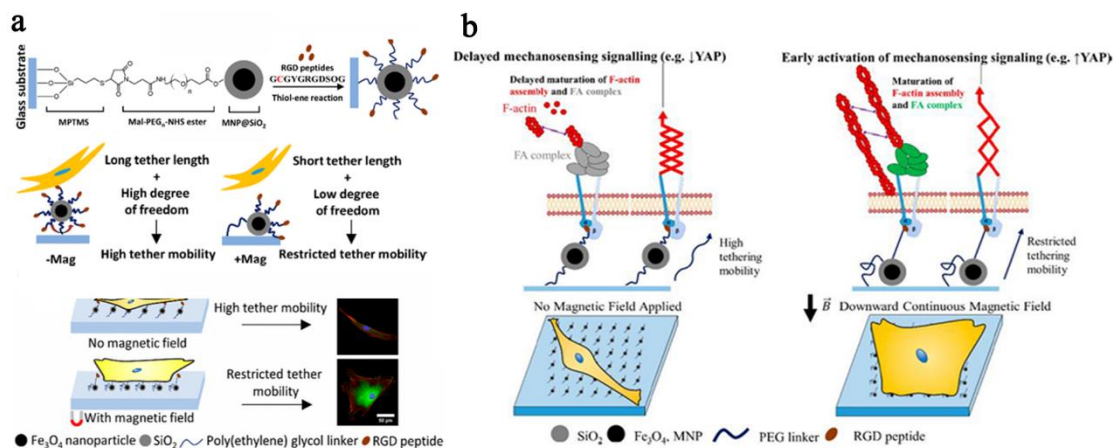 a
Glass substrate
O
O
O
Si
S
O
N
O
O
NH
O
n
O
O
RGD peptides
GCGYGRGDSOG
Thiol-ene reaction
MPTMS
Mal-PEGn-NHS ester
MNP@SiO2
Long tether length
+
High degree
of freedom
High tether mobility
-Mag
Short tether length
+
Low degree
of freedom
Restricted tether mobility
+Mag
High tether mobility
No magnetic field
Restricted tether
mobility
With magnetic field
50 μm
Fe3O4 nanoparticle
SiO2
Poly(ethylene) glycol linker
RGD peptide
b
Delayed mechanosensing signalling (e.g. ↓YAP)
Delayed maturation of F-actin
assembly and FA complex
F-actin
FA complex
High
tethering
mobility
No Magnetic Field Applied
Early activation of mechanosensing signaling (e.g. ↑YAP)
Maturation of
F-actin assembly
and FA complex
Restricted
tethering
mobility
B Downward Continuous Magnetic Field
SiO2
Fe3O4. MNP
PEG linker
RGD peptide